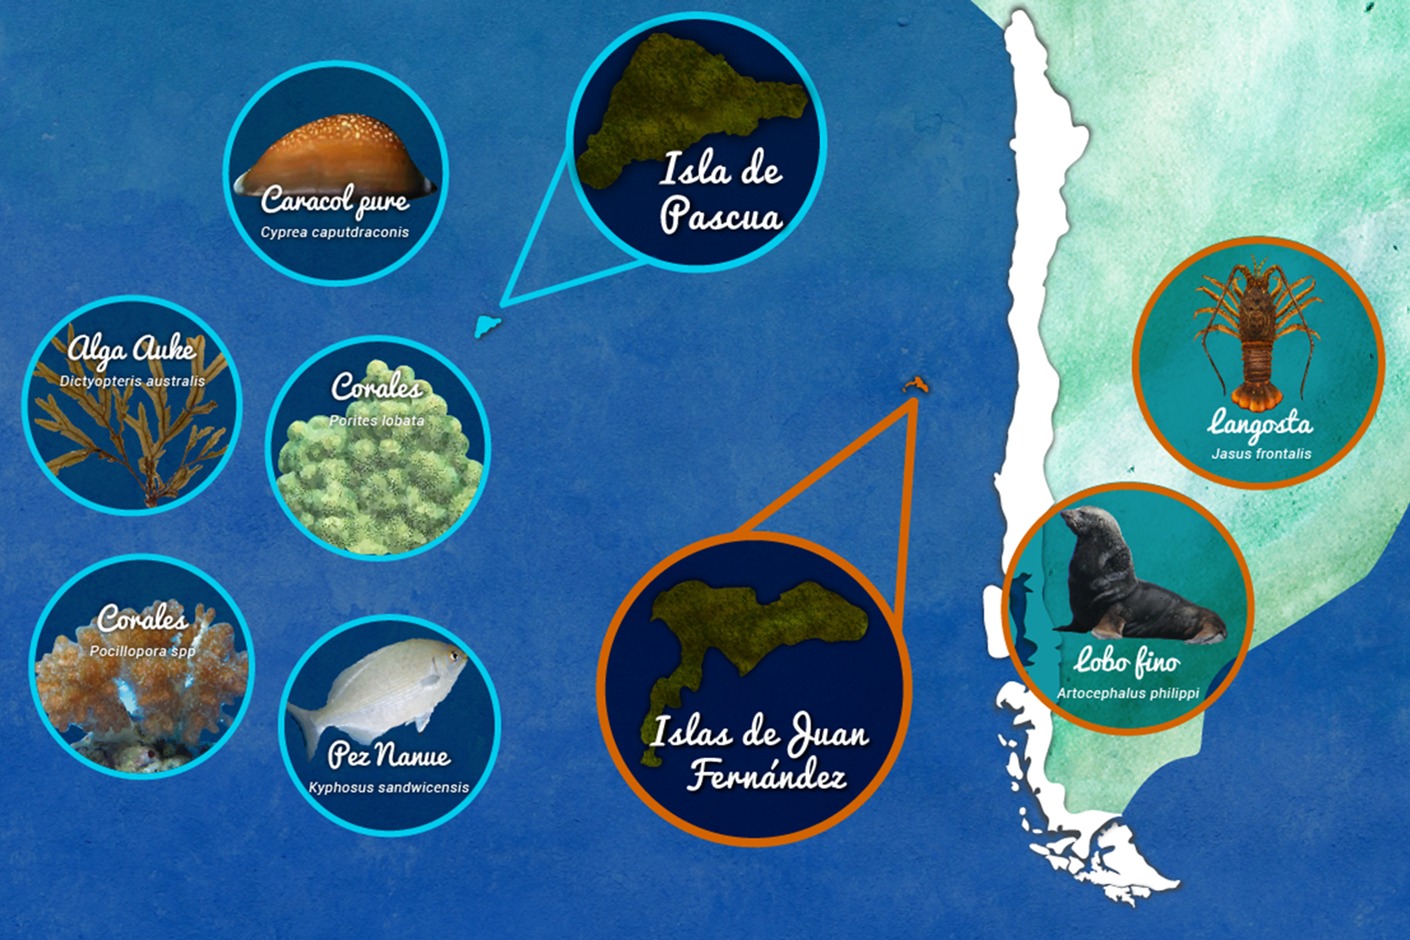 Isla de
Pascua
Caracol pure
Cyprea caputdraconis
Alga Auke
Dictyopteris australis
Corales
Porites lobata
Corales
Pocillopora spp
Pez Nanue
Kyphosus sandwicensis
Islas de Juan
Fernández
Langosta
Jasus frontalis
Lobo fino
Artocephalus philippi